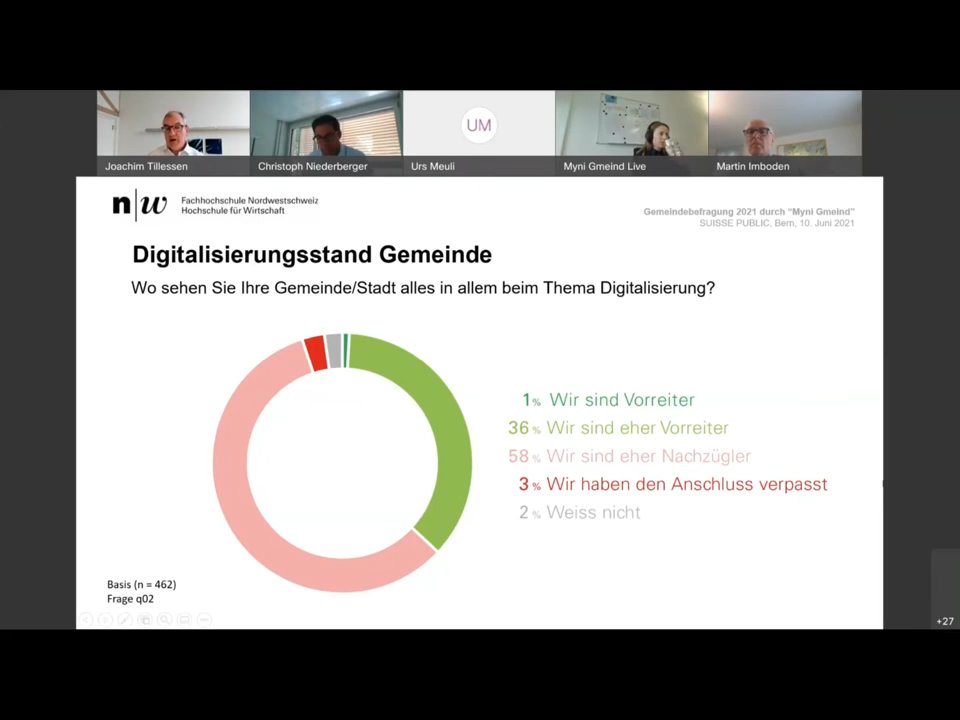 UM
Joachim Tillessen
Christoph Niederberger
Urs Meuli
Myni Gmeind Live
Martin Imboden
n|w
Fachhochschule Nordwestschweiz
Hochschule für Wirtschaft
Gemeindebefragung 2021 durch “Myni Gmeind”
SUISSE PUBLIC, Bern, 10. Juni 2021
Digitalisierungsstand Gemeinde
Wo sehen Sie Ihre Gemeinde/Stadt alles in allem beim Thema Digitalisierung?
1% Wir sind Vorreiter
36% Wir sind eher Vorreiter
58% Wir sind eher Nachzügler
3% Wir haben den Anschluss verpasst
2% Weiss nicht
Basis (n = 462)
Frage q02
+27